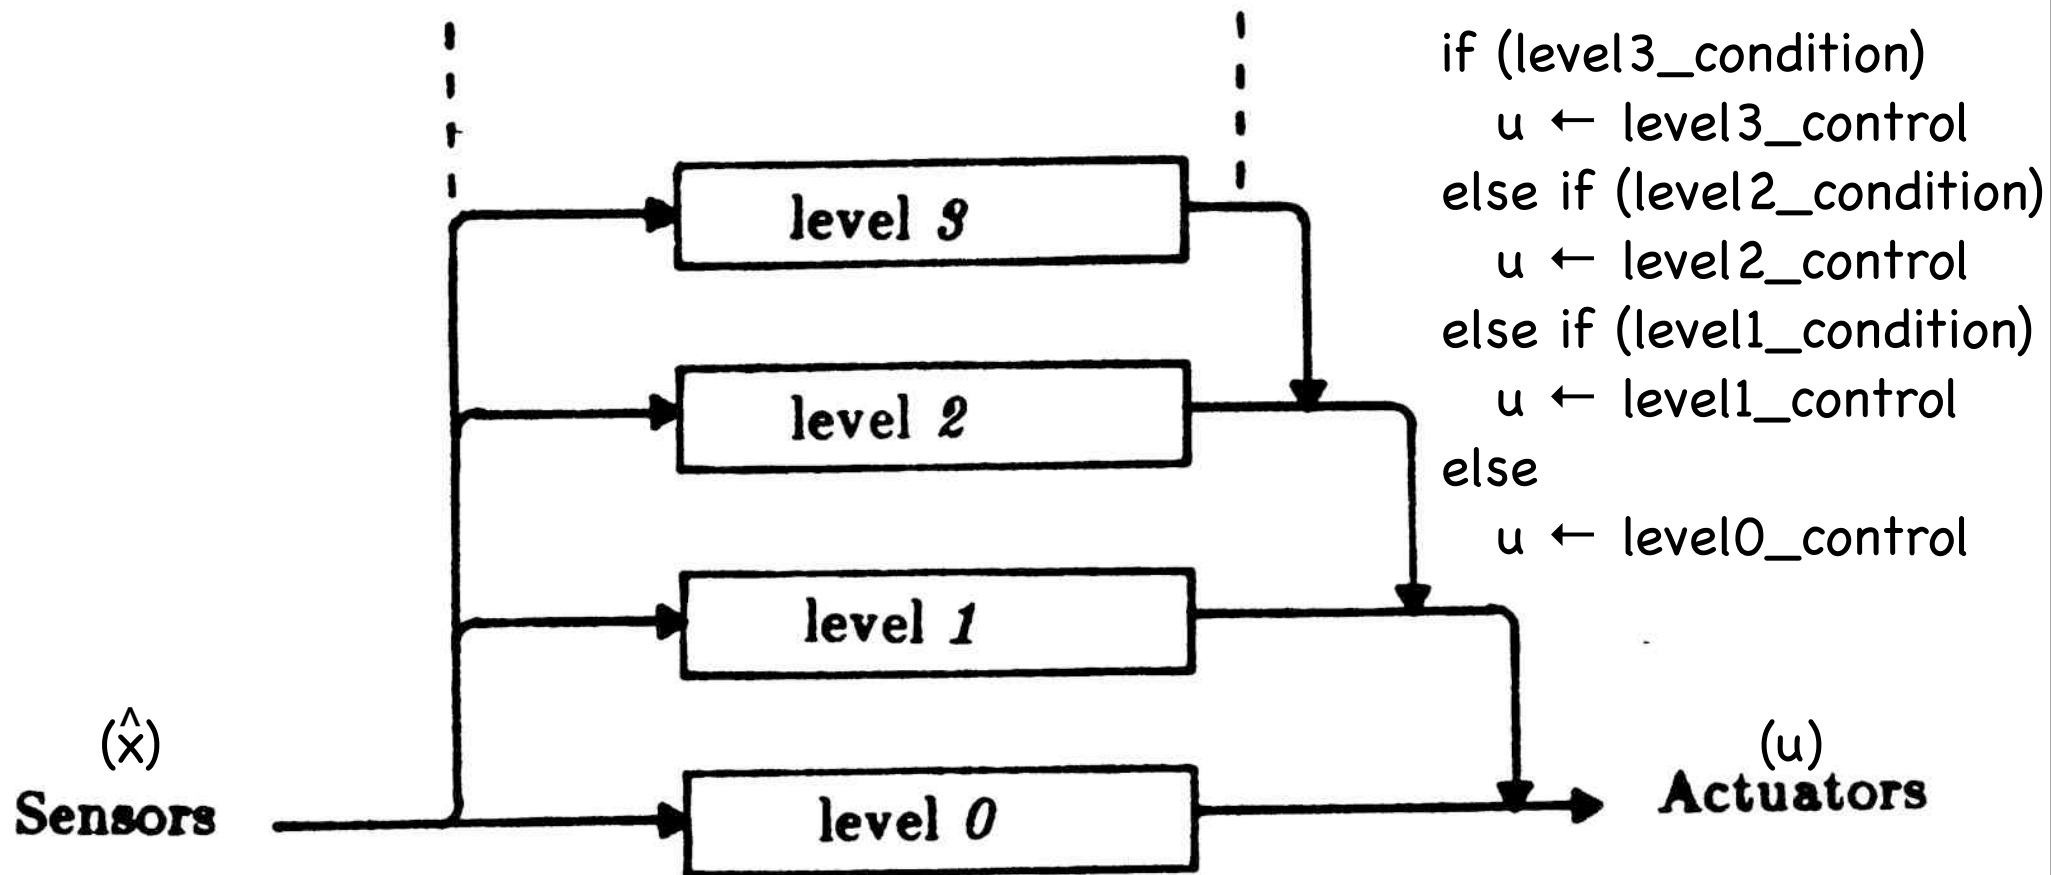 if (level3_condition)
u ← level3_control
else if (level2_condition)
u ← level2_control
else if (level1_condition)
u ← level1_control
else
u ← level0_control
level 3
level 2
level 1
level 0
(x̂)
Sensors
(u)
Actuators